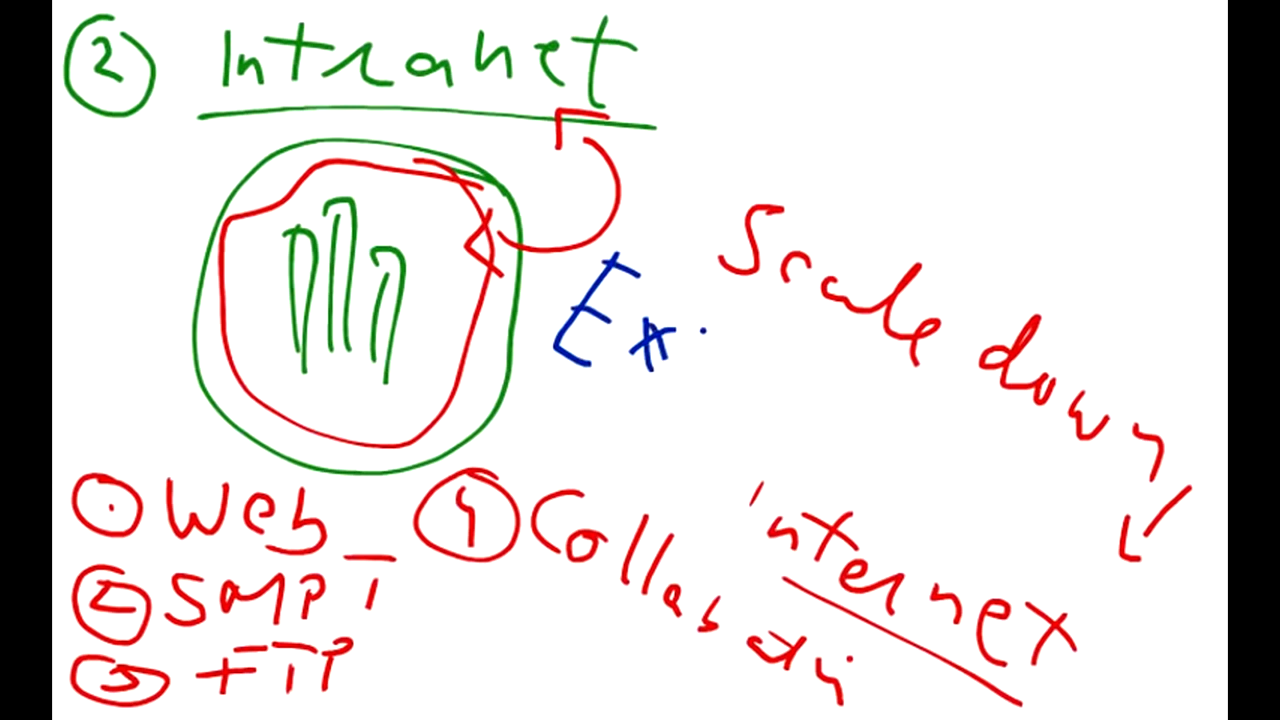 2 Intranet
Ex.
Scale down
internet
1 Web
2 SMPT
3 FTP
4 Collab